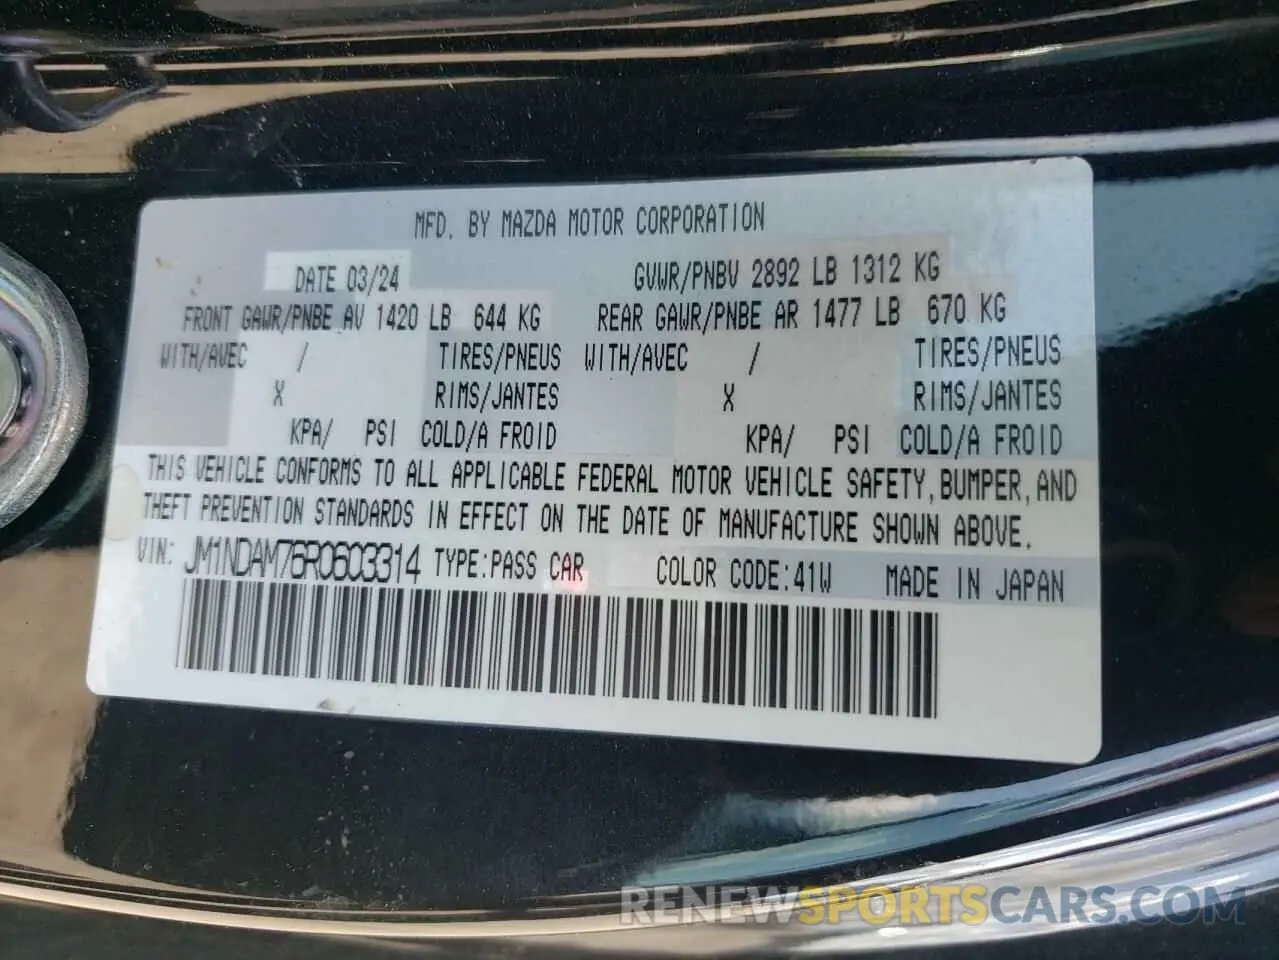 MFD. BY MAZDA MOTOR CORPORATION
DATE 03/24 GVWR/PNBV 2892 LB 1312 KG
FRONT GAWR/PNBE AV 1420 LB 644 KG REAR GAWR/PNBE AR 1477 LB 670 KG
WITH/AVEC / TIRES/PNEUS WITH/AVEC / TIRES/PNEUS
X RIMS/JANTES X RIMS/JANTES
KPA/ PSI COLD/A FROID KPA/ PSI COLD/A FROID
THIS VEHICLE CONFORMS TO ALL APPLICABLE FEDERAL MOTOR VEHICLE SAFETY, BUMPER, AND
THEFT PREVENTION STANDARDS IN EFFECT ON THE DATE OF MANUFACTURE SHOWN ABOVE.
VIN: JM1NDAM76R0603314 TYPE: PASS CAR COLOR CODE: 41W MADE IN JAPAN
RENEWSPORTSCARS.COM